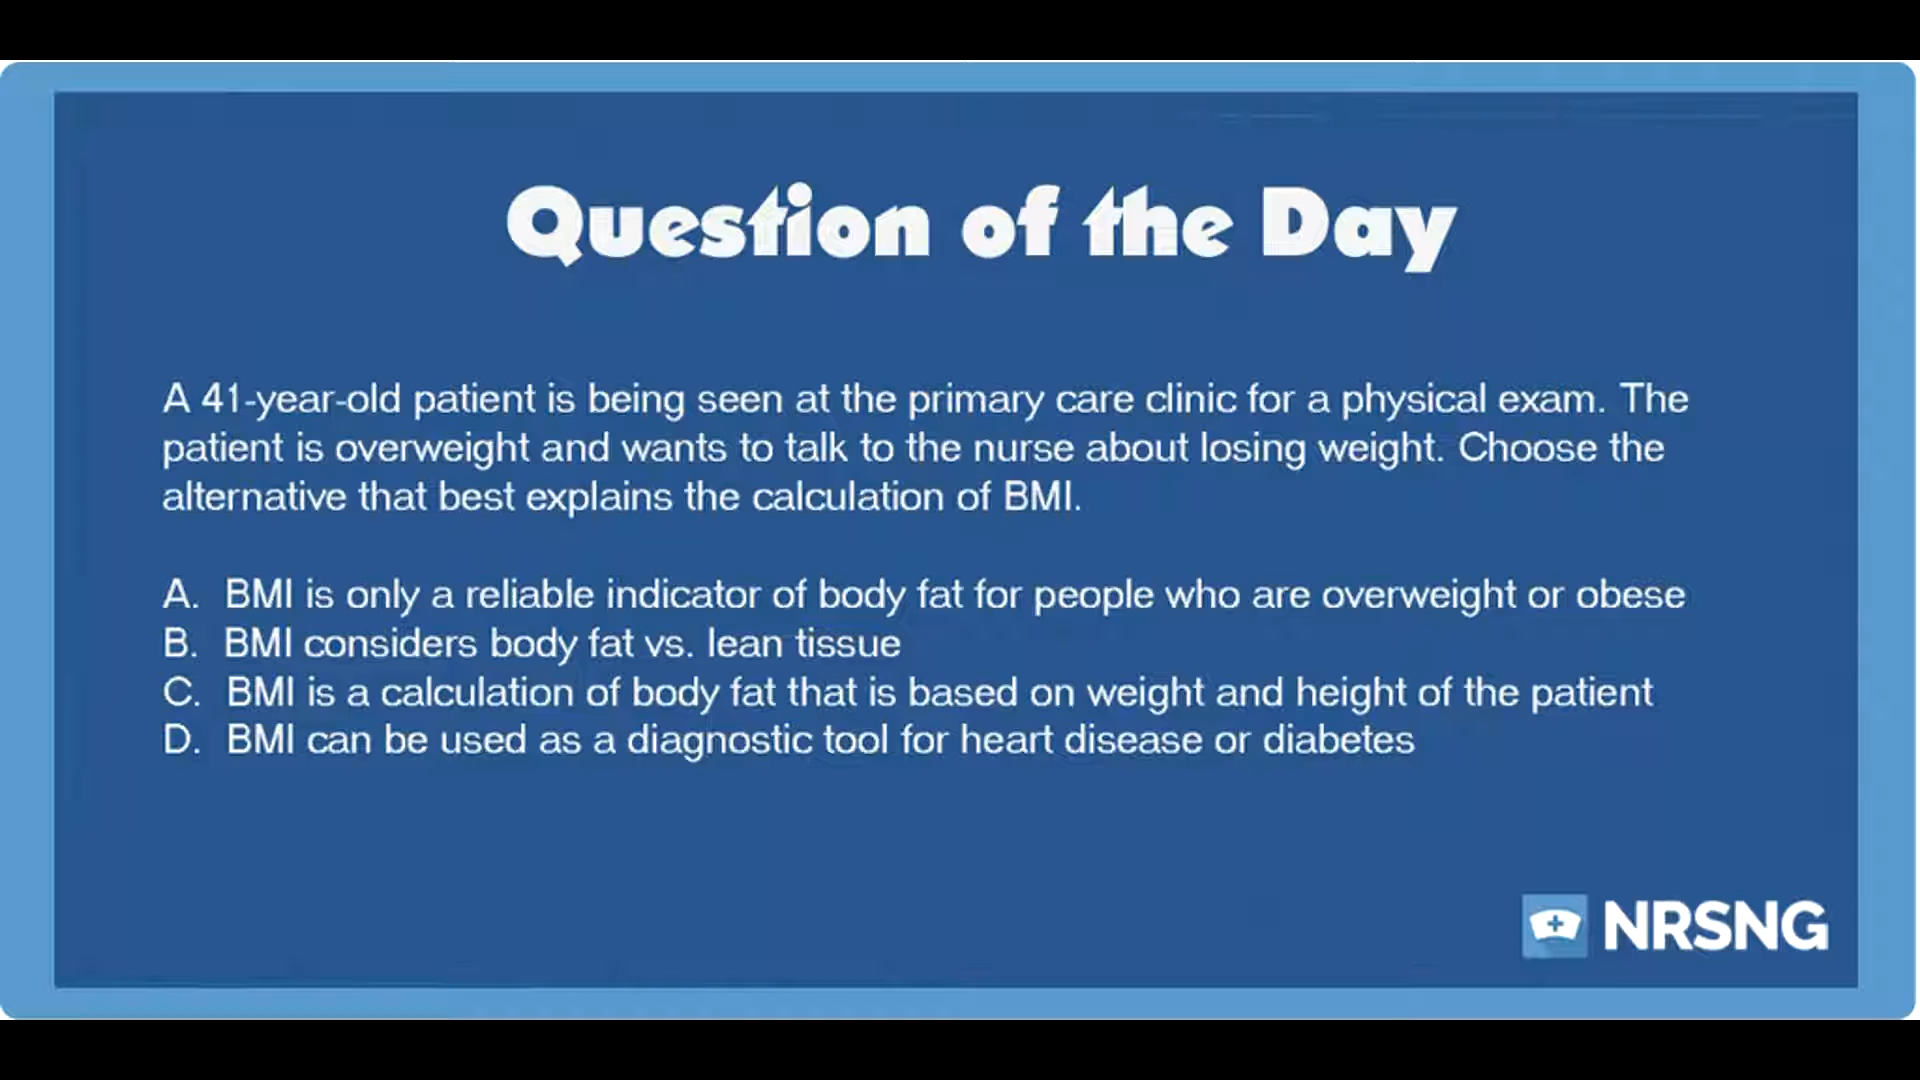 Question of the Day
A 41-year-old patient is being seen at the primary care clinic for a physical exam. The
patient is overweight and wants to talk to the nurse about losing weight. Choose the
alternative that best explains the calculation of BMI.
A. BMI is only a reliable indicator of body fat for people who are overweight or obese
B. BMI considers body fat vs. lean tissue
C. BMI is a calculation of body fat that is based on weight and height of the patient
D. BMI can be used as a diagnostic tool for heart disease or diabetes
NRSNG